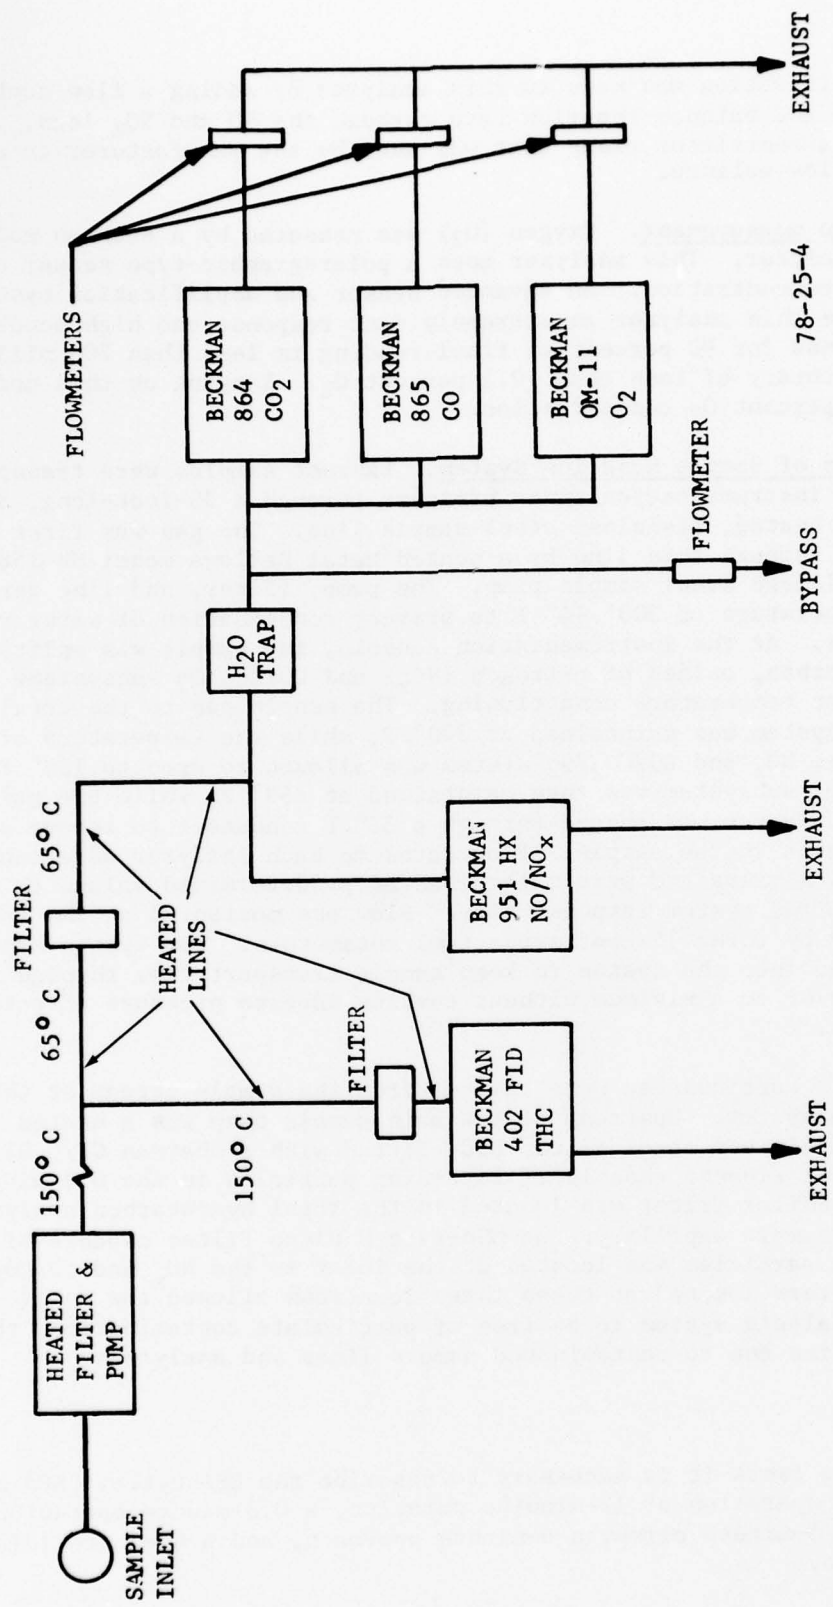 SAMPLE
INLET
HEATED
FILTER &
PUMP
150° C
65° C
FILTER
65° C
150° C
HEATED
LINES
FILTER
BECKMAN
402 FID
THC
EXHAUST
BECKMAN
951 HX
NO/NOx
EXHAUST
H2O
TRAP
FLOWMETER
BYPASS
FLOWMETERS
BECKMAN
864
CO2
BECKMAN
865
CO
BECKMAN
OM-11
O2
EXHAUST
78-25-4